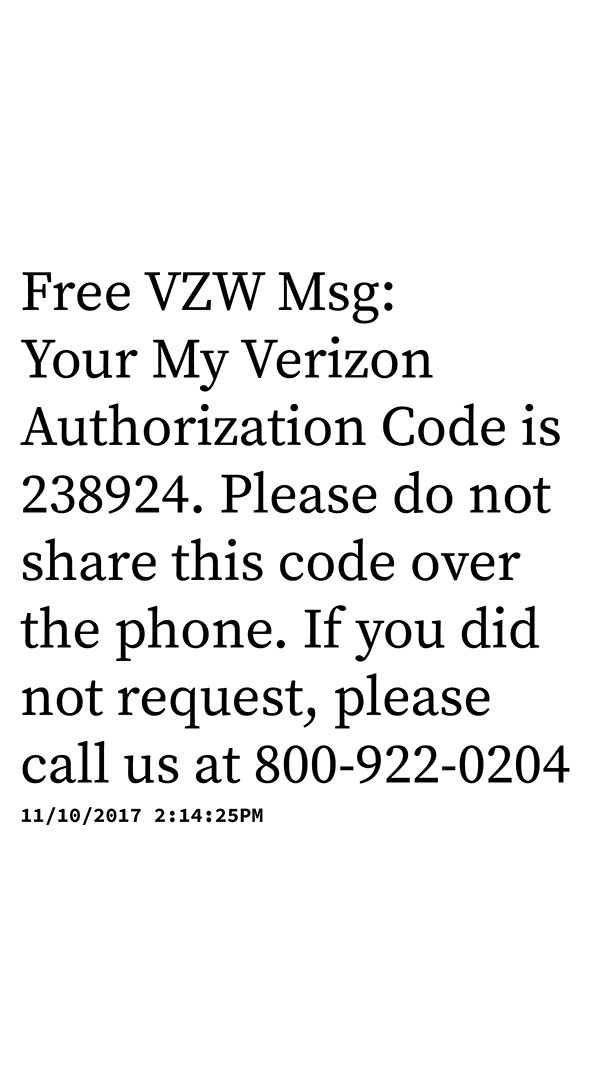 Free VZW Msg:
Your My Verizon
Authorization Code is
238924. Please do not
share this code over
the phone. If you did
not request, please
call us at 800-922-0204
11/10/2017 2:14:25PM